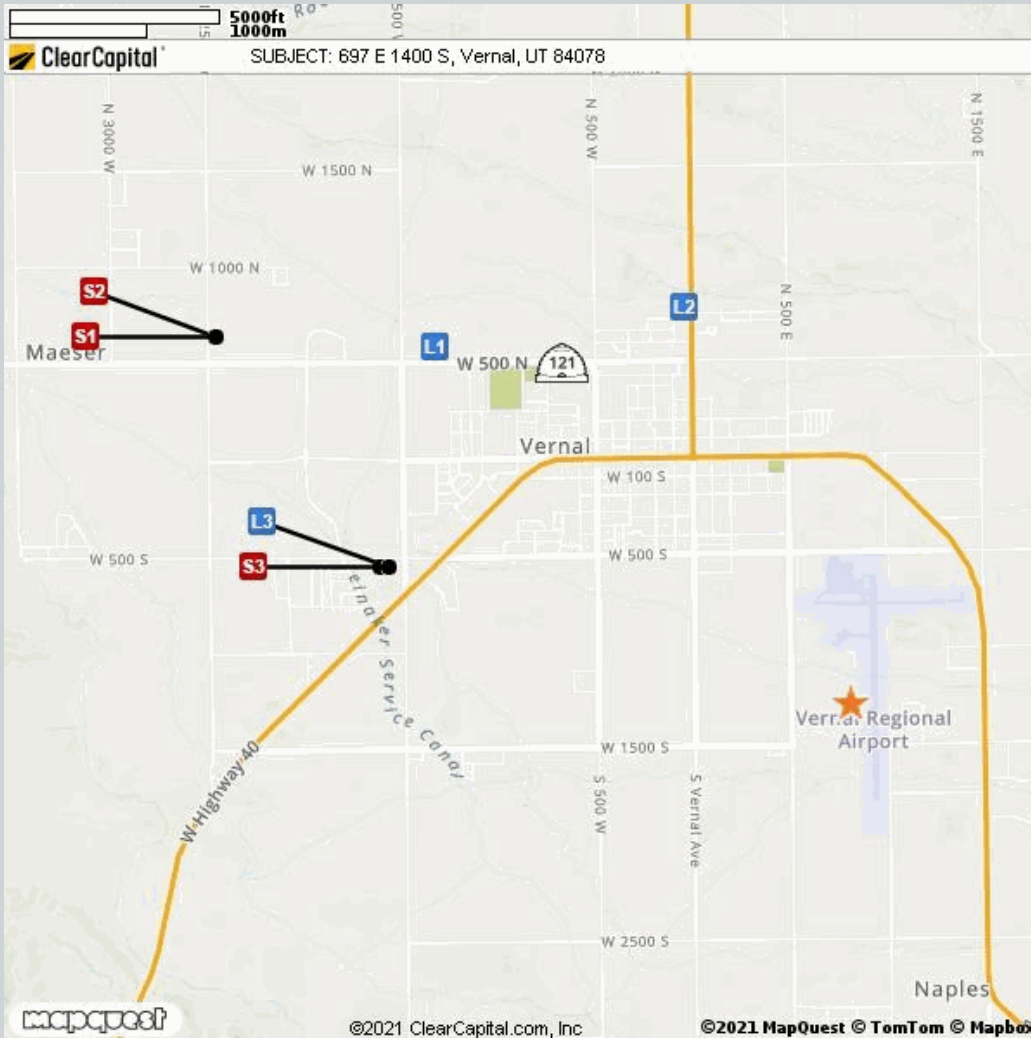 5000ft
1000m
ClearCapital
SUBJECT: 697 E 1400 S, Vernal, UT 84078
N 3000 W
N 500 W
N 1500 E
W 1500 N
W 1000 N
S2
N 500 E
L2
S1
Maeser
L1
W 500 N
121
Vernal
W 100 S
L3
W 500 S
W 500 S
S3
einaker Service Canal
Regional
Airport
W 1500 S
W Highway 40
S 500 W
S Vernal Ave
W 2500 S
Naples
mapquest
©2021 ClearCapital.com, Inc
©2021 MapQuest © TomTom © Mapbox